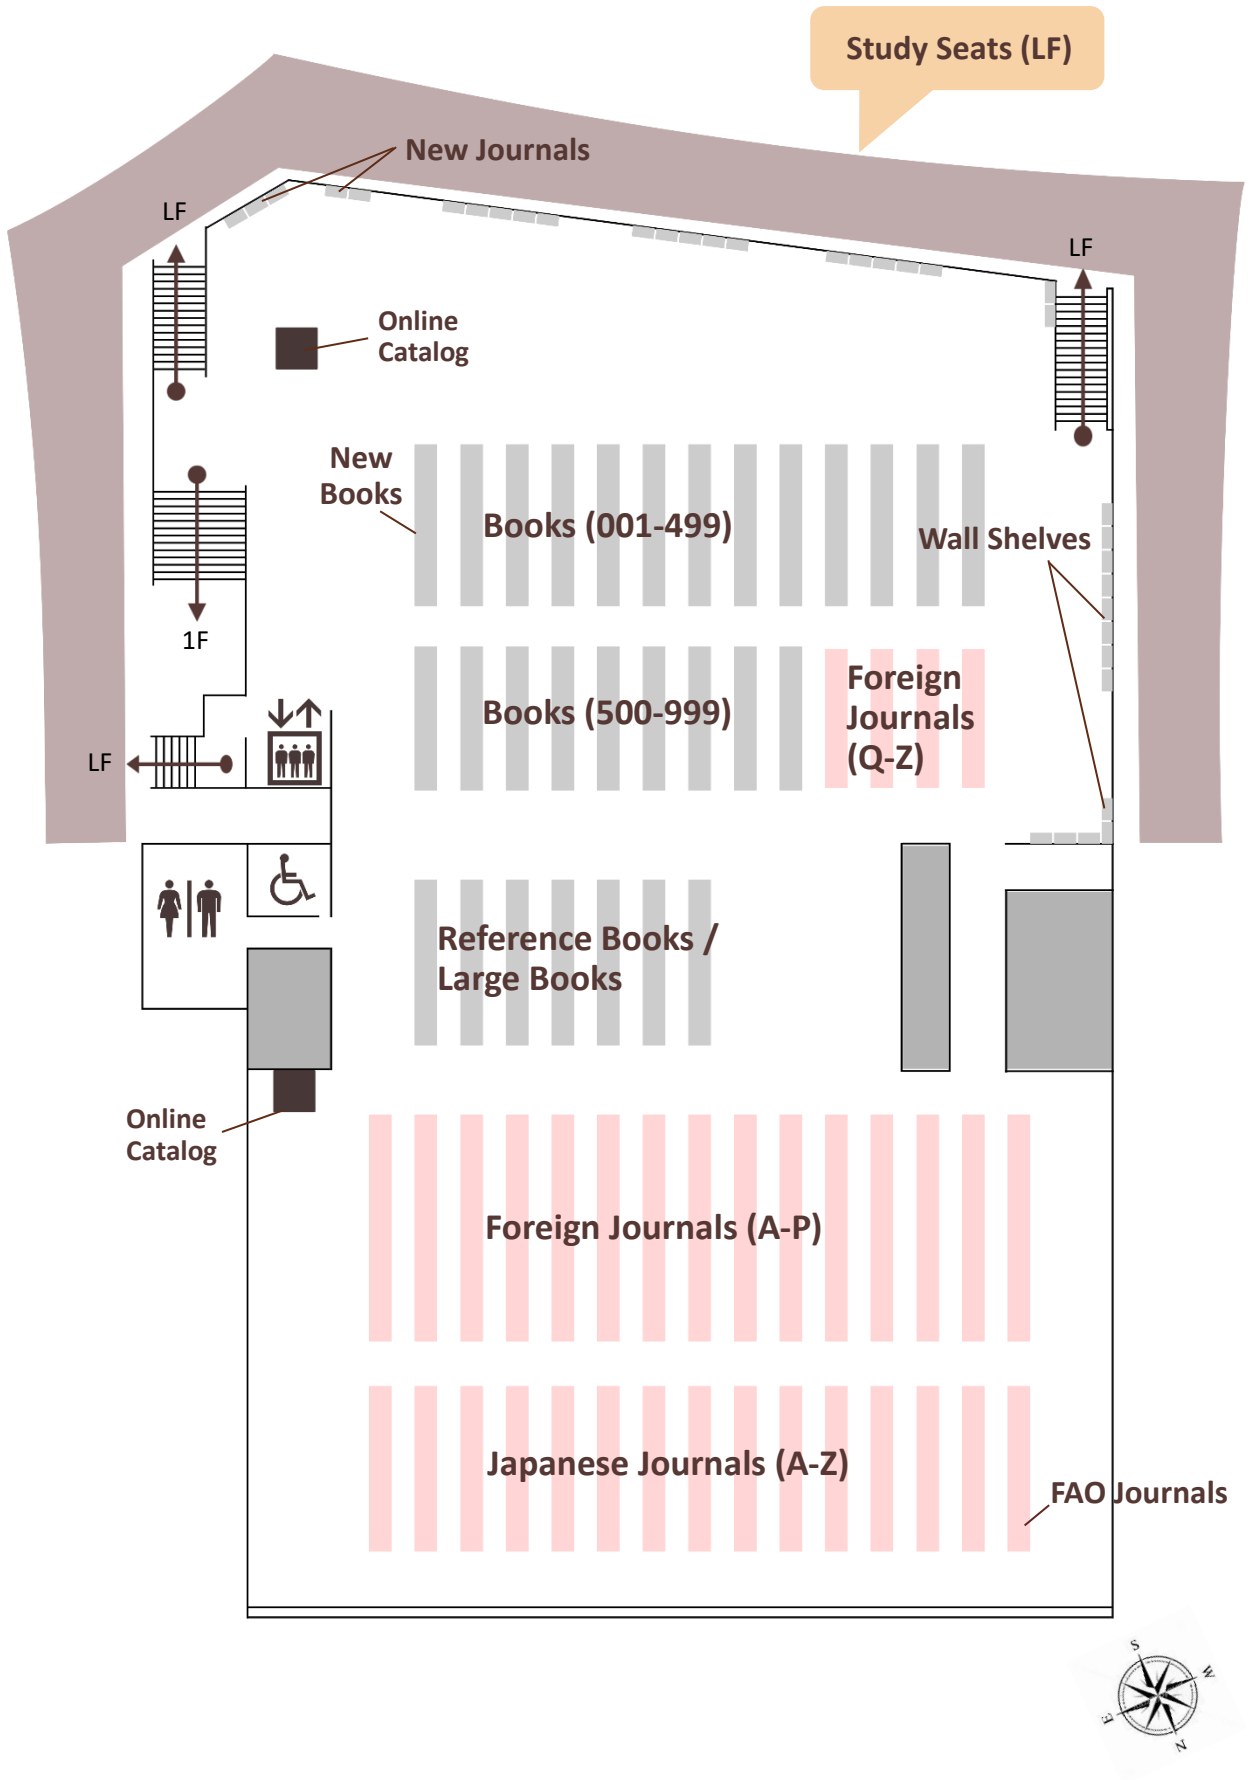 Study Seats (LF)
New Journals
LF
LF
Online
Catalog
New
Books
Books (001-499)
Wall Shelves
1F
Books (500-999)
Foreign
Journals
(Q-Z)
LF
Reference Books /
Large Books
Online
Catalog
Foreign Journals (A-P)
Japanese Journals (A-Z)
FAO Journals
S
W
E
N